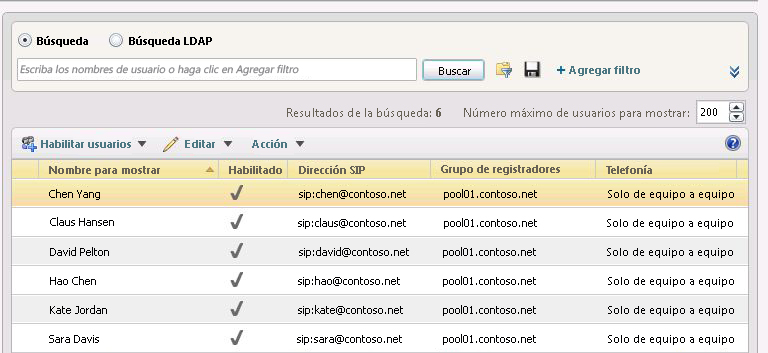 Búsqueda Búsqueda LDAP
Escriba los nombres de usuario o haga clic en Agregar filtro Buscar + Agregar filtro
Resultados de la búsqueda: 6 Número máximo de usuarios para mostrar: 200
Habilitar usuarios Editar Acción ?
Nombre para mostrar Habilitado Dirección SIP Grupo de registradores Telefonía
Chen Yang sip:chen@contoso.net pool01.contoso.net Solo de equipo a equipo
Claus Hansen sip:claus@contoso.net pool01.contoso.net Solo de equipo a equipo
David Pelton sip:david@contoso.net pool01.contoso.net Solo de equipo a equipo
Hao Chen sip:hao@contoso.net pool01.contoso.net Solo de equipo a equipo
Kate Jordan sip:kate@contoso.net pool01.contoso.net Solo de equipo a equipo
Sara Davis sip:sara@contoso.net pool01.contoso.net Solo de equipo a equipo